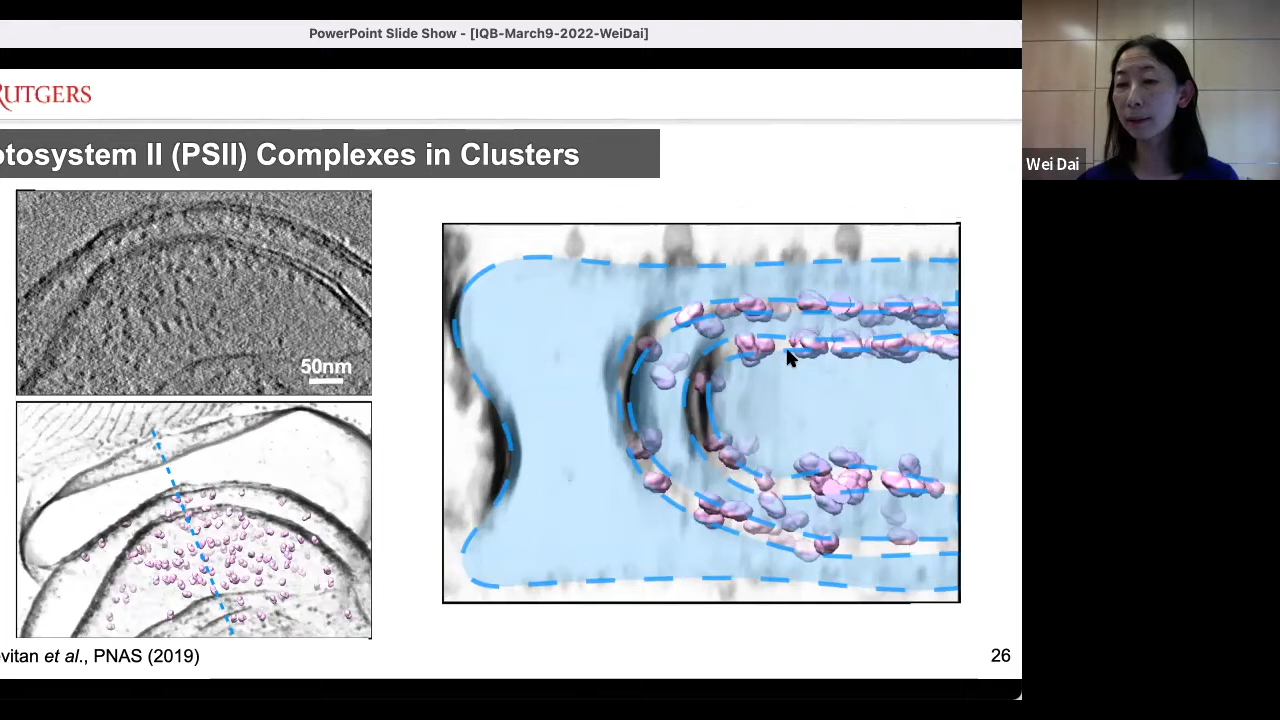 PowerPoint Slide Show - [IQB-March9-2022-WeiDai]
RUTGERS
otosystem II (PSII) Complexes in Clusters
50nm
Wei Dai
evitan et al., PNAS (2019)
26